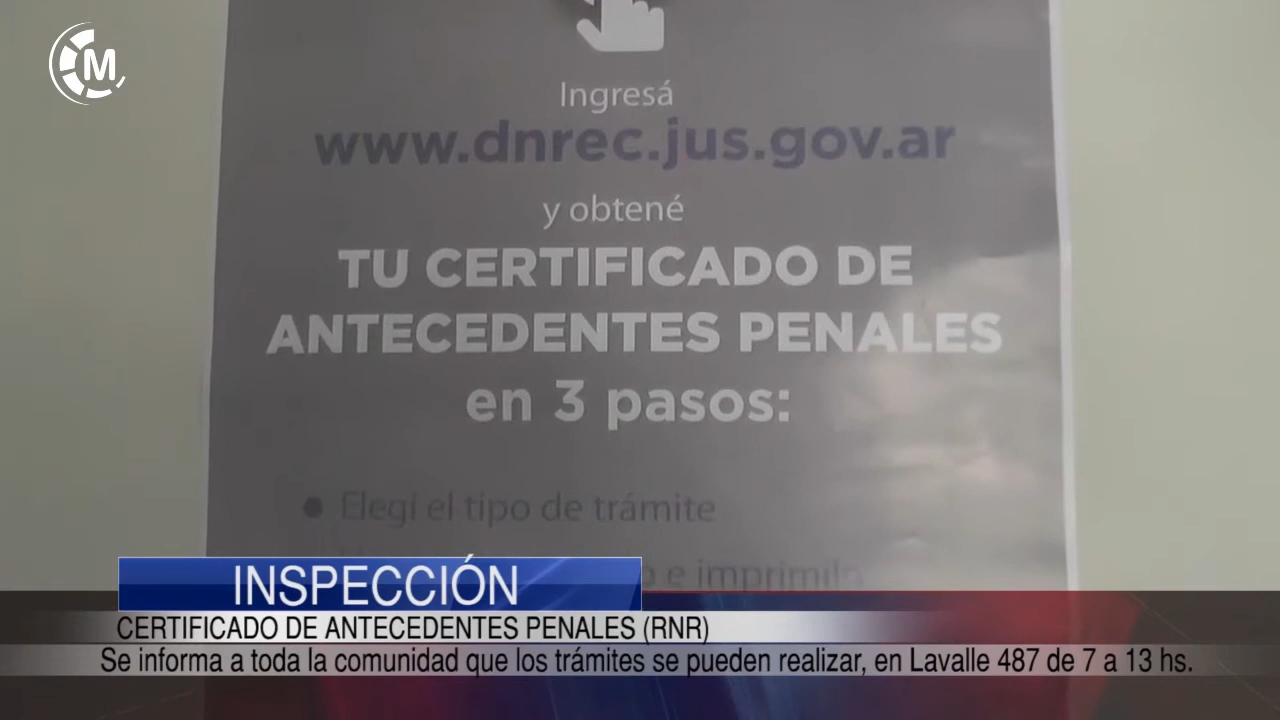 M
Ingresá
www.dnrec.jus.gov.ar
y obtené
TU CERTIFICADO DE
ANTECEDENTES PENALES
en 3 pasos:
● Elegí el tipo de trámite
e imprimilo
INSPECCIÓN
CERTIFICADO DE ANTECEDENTES PENALES (RNR)
Se informa a toda la comunidad que los trámites se pueden realizar, en Lavalle 487 de 7 a 13 hs.